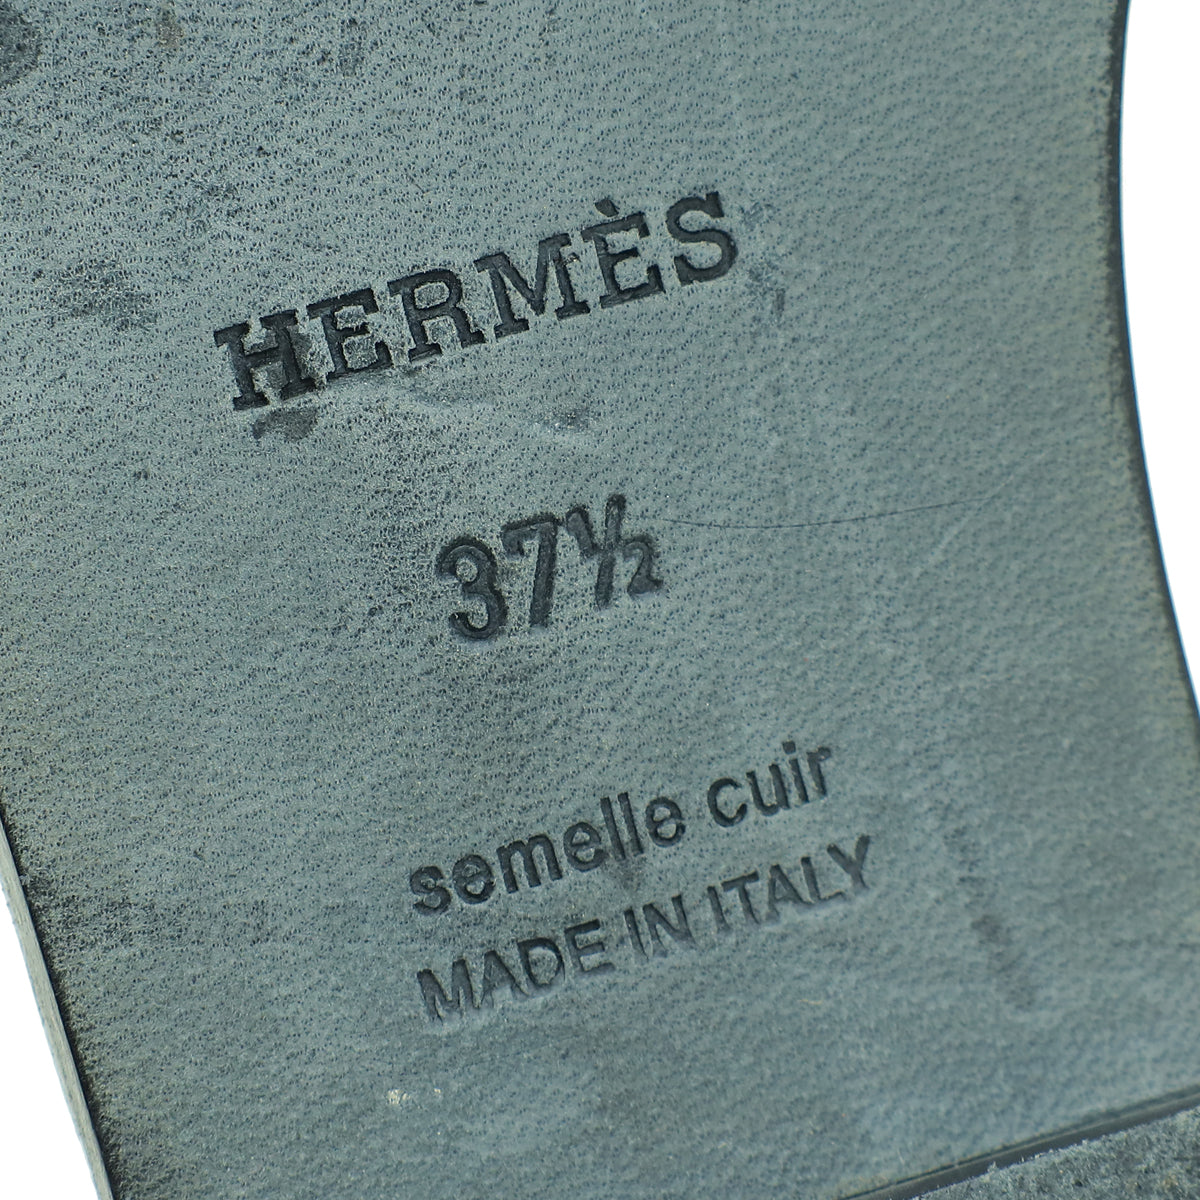 HERMÈS
37½
semelle cuir
MADE IN ITALY